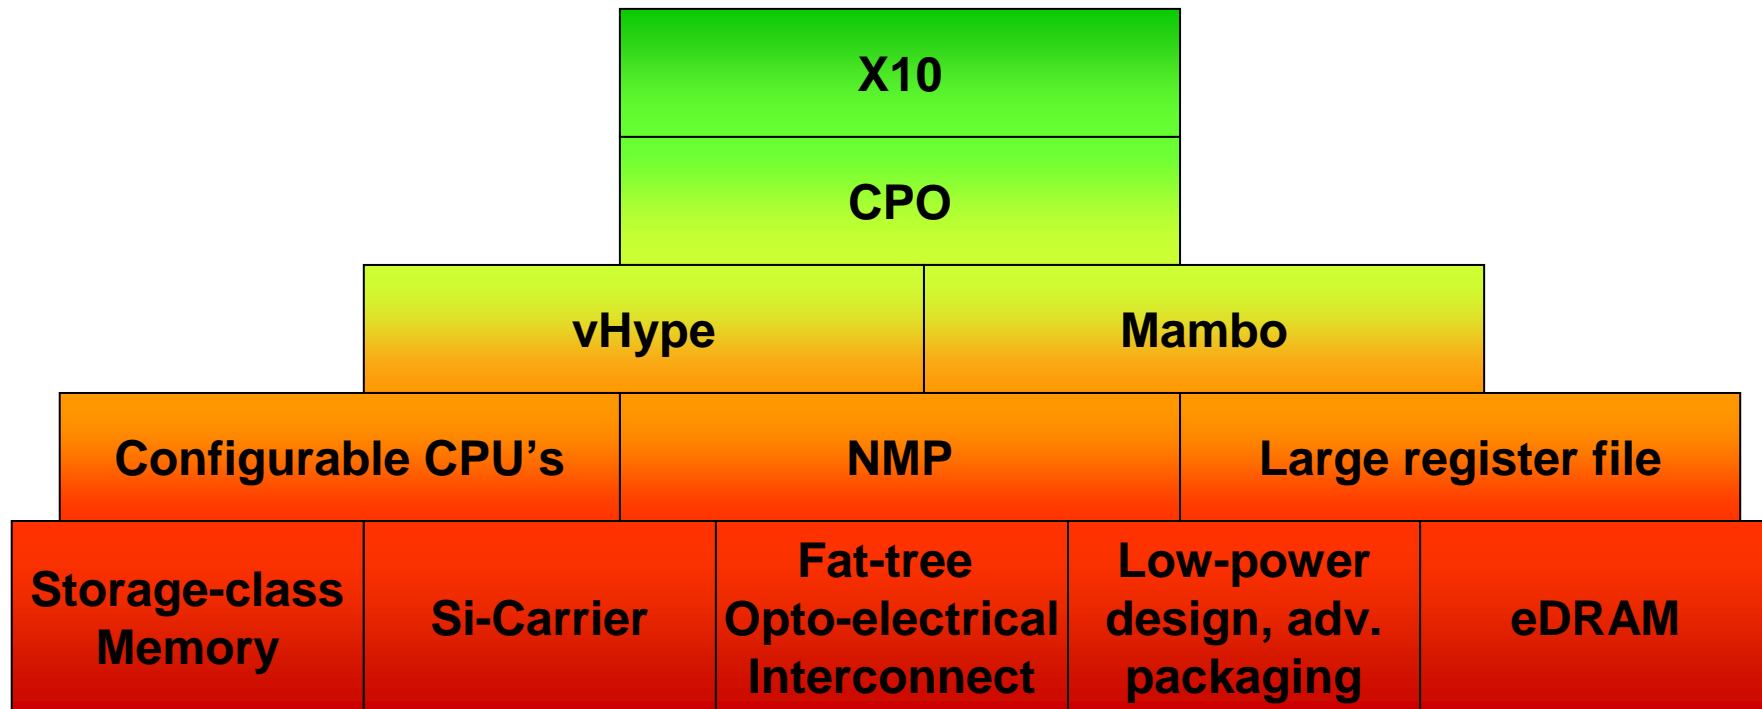 X10
CPO
vHype
Mambo
Configurable CPU’s
NMP
Large register file
Storage-class
Memory
Si-Carrier
Fat-tree
Opto-electrical
Interconnect
Low-power
design, adv.
packaging
eDRAM